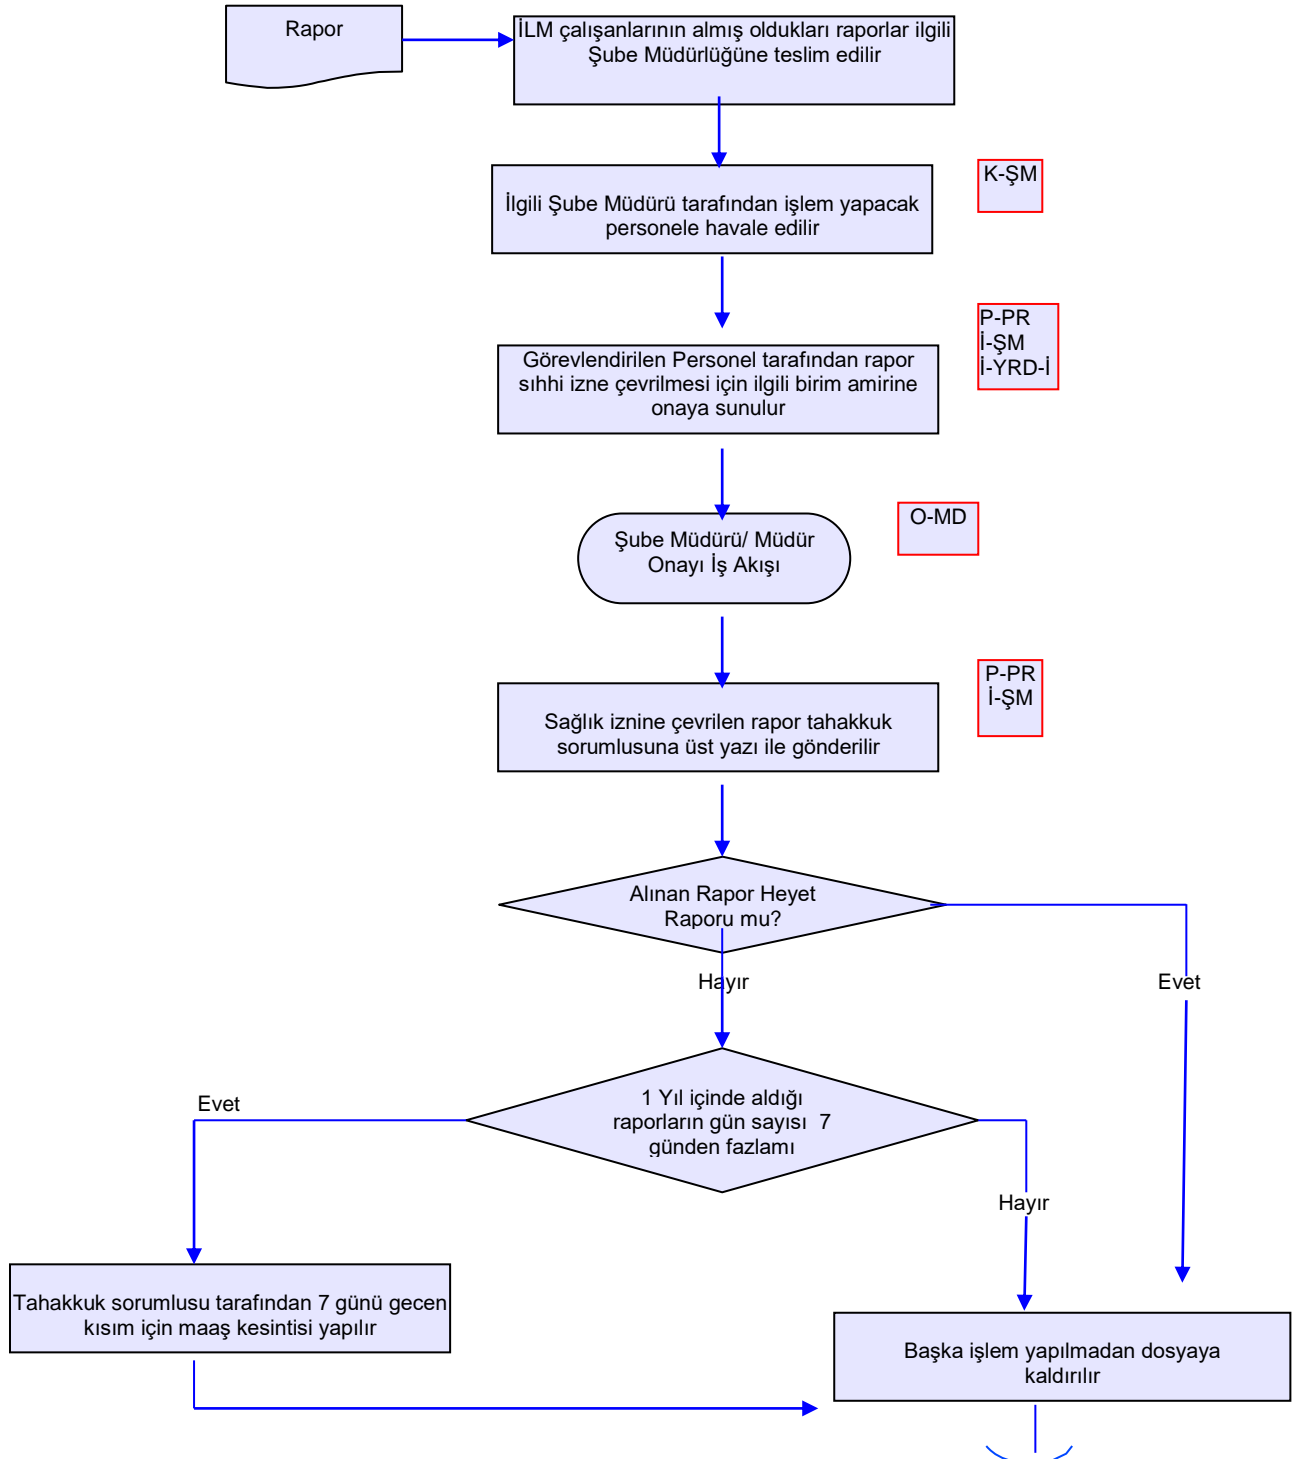 Rapor
İLM çalışanlarının almış oldukları raporlar ilgili
Şube Müdürlüğüne teslim edilir
K-ŞM
İlgili Şube Müdürü tarafından işlem yapacak
personele havale edilir
P-PR
İ-ŞM
İ-YRD-İ
Görevlendirilen Personel tarafından rapor
sıhhi izne çevrilmesi için ilgili birim amirine
onaya sunulur
O-MD
Şube Müdürü/ Müdür
Onayı İş Akışı
P-PR
İ-ŞM
Sağlık iznine çevrilen rapor tahakkuk
sorumlusuna üst yazı ile gönderilir
Alınan Rapor Heyet
Raporu mu?
Hayır
Evet
1 Yıl içinde aldığı
raporların gün sayısı  7
günden fazlamı
Evet
Hayır
Tahakkuk sorumlusu tarafından 7 günü gecen
kısım için maaş kesintisi yapılır
Başka işlem yapılmadan dosyaya
kaldırılır